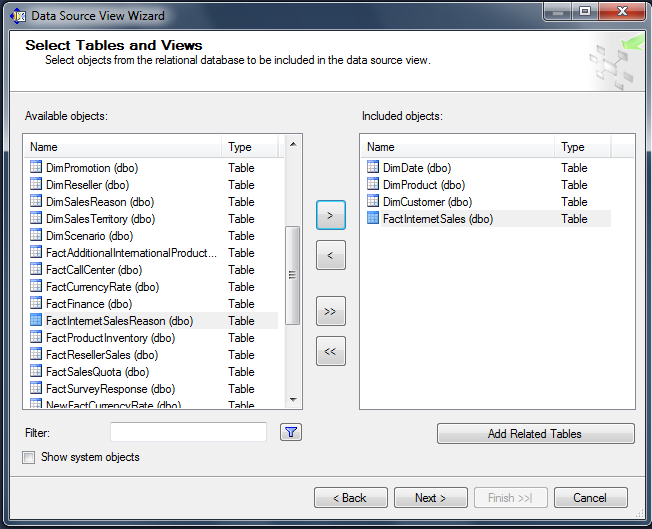 Data Source View Wizard
Select Tables and Views
Select objects from the relational database to be included in the data source view.
Available objects:
Name Type
DimPromotion (dbo) Table
DimReseller (dbo) Table
DimSalesReason (dbo) Table
DimSalesTerritory (dbo) Table
DimScenario (dbo) Table
FactAdditionalInternationalProduct... Table
FactCallCenter (dbo) Table
FactCurrencyRate (dbo) Table
FactFinance (dbo) Table
FactInternetSalesReason (dbo) Table
FactProductInventory (dbo) Table
FactResellerSales (dbo) Table
FactSalesQuota (dbo) Table
FactSurveyResponse (dbo) Table
NewFactCurrencyRate (dbo) Table
Filter:
Show system objects
>
<
>>
<<
Included objects:
Name Type
DimDate (dbo) Table
DimProduct (dbo) Table
DimCustomer (dbo) Table
FactInternetSales (dbo) Table
Add Related Tables
< Back Next > Finish >>| Cancel